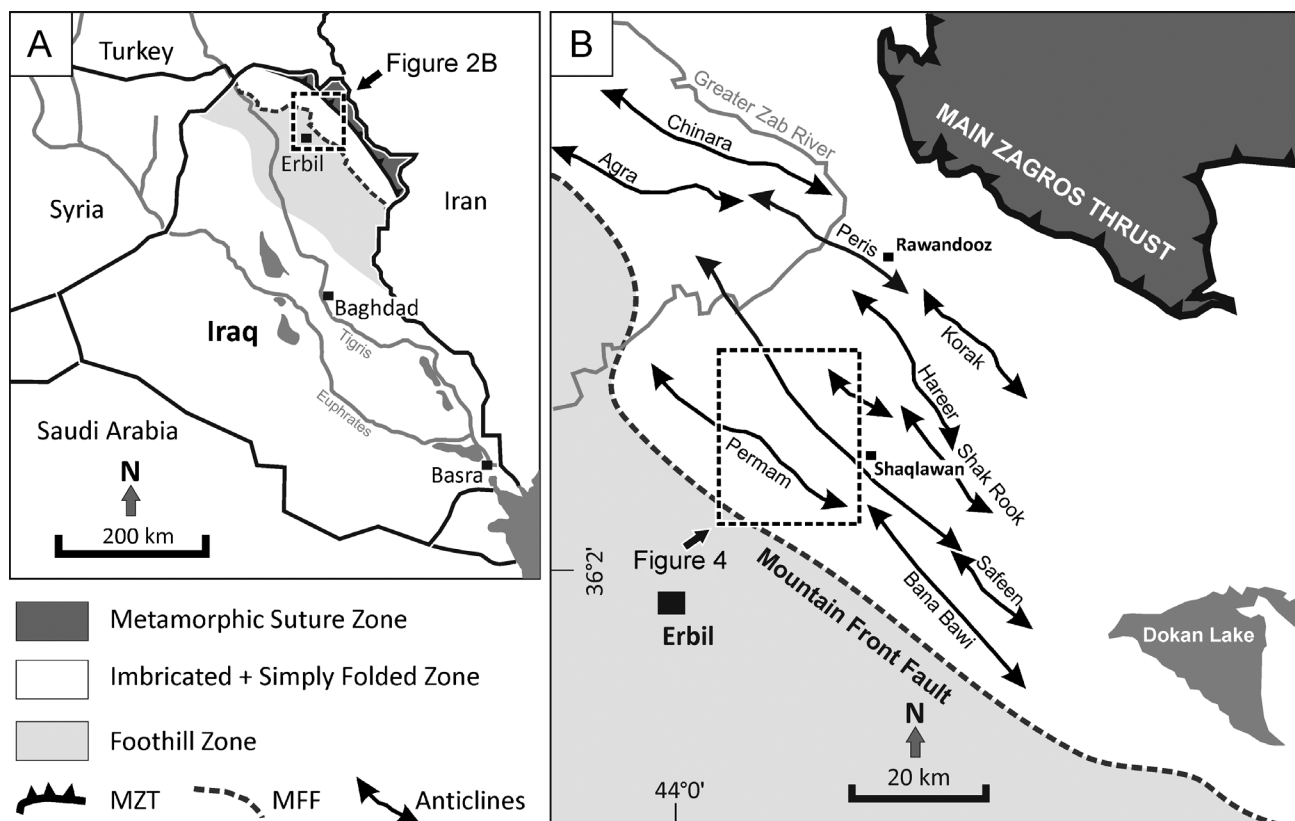 A
Turkey
Figure 2B
Erbil
Syria
Iran
Baghdad
Iraq
Tigris
Euphrates
Saudi Arabia
Basra
N
200 km
Metamorphic Suture Zone
Imbricated + Simply Folded Zone
Foothill Zone
MZT
MFF
Anticlines
B
Greater Zab River
Chinara
Agra
MAIN ZAGROS THRUST
Peris
Rawandooz
Korak
Hareer
Permam
Shaqlawan
Shak Rook
Figure 4
36°2'
Safeen
Bana Bawi
Mountain Front Fault
Erbil
Dokan Lake
N
20 km
44°0'